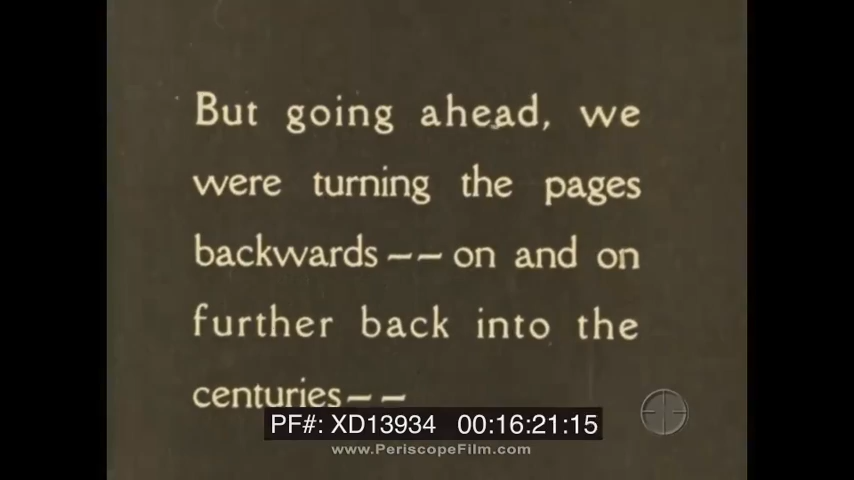 But going ahead, we
were turning the pages
backwards -- on and on
further back into the
centuries --
PF#: XD13934 00:16:21:15
www.PeriscopeFilm.com